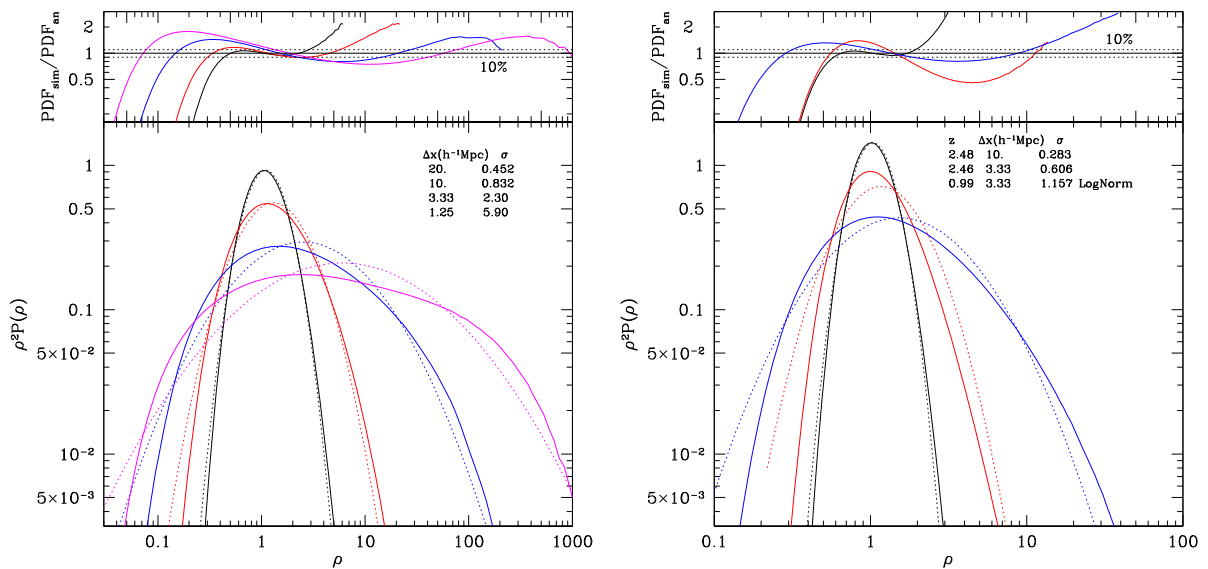 PDF_sim/PDF_an
2
1
0.5
10%
Δx(h⁻¹Mpc) σ
20. 0.452
10. 0.832
3.33 2.30
1.25 5.90
ρ²P(ρ)
1
0.5
0.1
5×10⁻²
10⁻²
5×10⁻³
0.1 1 10 100 1000
ρ
PDF_sim/PDF_an
2
1
0.5
10%
z Δx(h⁻¹Mpc) σ
2.48 10. 0.283
2.46 3.33 0.606
0.99 3.33 1.157 LogNorm
ρ²P(ρ)
1
0.5
0.1
5×10⁻²
10⁻²
5×10⁻³
0.1 1 10 100
ρ